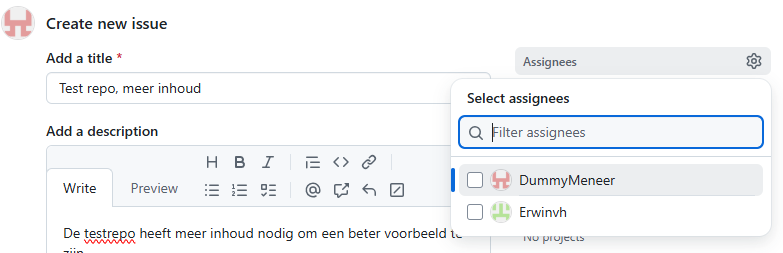 Create new issue
Add a title *
Assignees
Test repo, meer inhoud
Select assignees
Filter assignees
Add a description
H B I
Write Preview
DummyMeneer
Erwinvh
De testrepo heeft meer inhoud nodig om een beter voorbeeld te
zijn
No projects